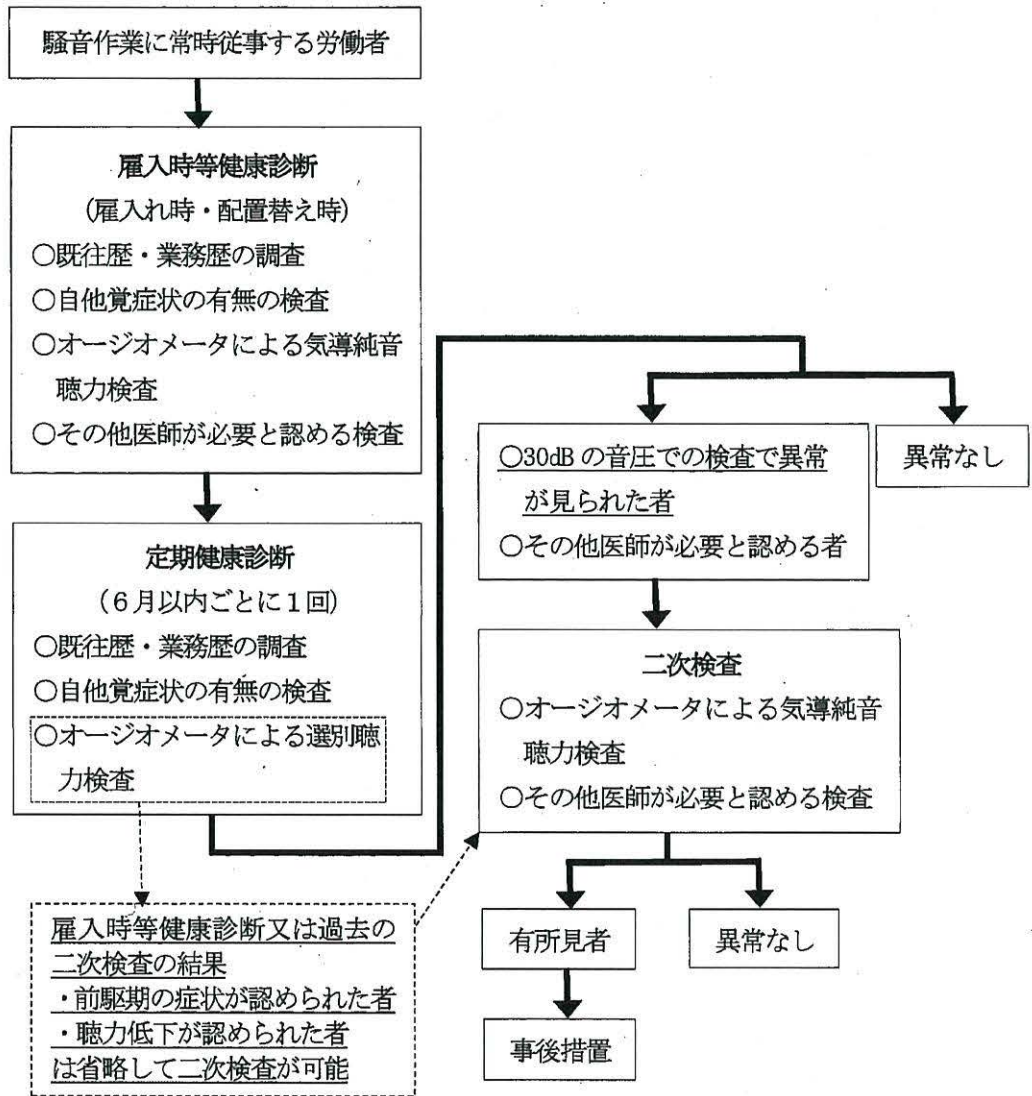 騒音作業に常時従事する労働者
雇入時等健康診断
(雇入れ時・配置替え時)
○既往歴・業務歴の調査
○自他覚症状の有無の検査
○オージオメータによる気導純音
聴力検査
○その他医師が必要と認める検査
定期健康診断
(6月以内ごとに1回)
○既往歴・業務歴の調査
○自他覚症状の有無の検査
○オージオメータによる選別聴
力検査
雇入時等健康診断又は過去の
二次検査の結果
・前駆期の症状が認められた者
・聴力低下が認められた者
は省略して二次検査が可能
○30dBの音圧での検査で異常
が見られた者
○その他医師が必要と認める者
異常なし
二次検査
○オージオメータによる気導純音
聴力検査
○その他医師が必要と認める検査
有所見者
異常なし
事後措置